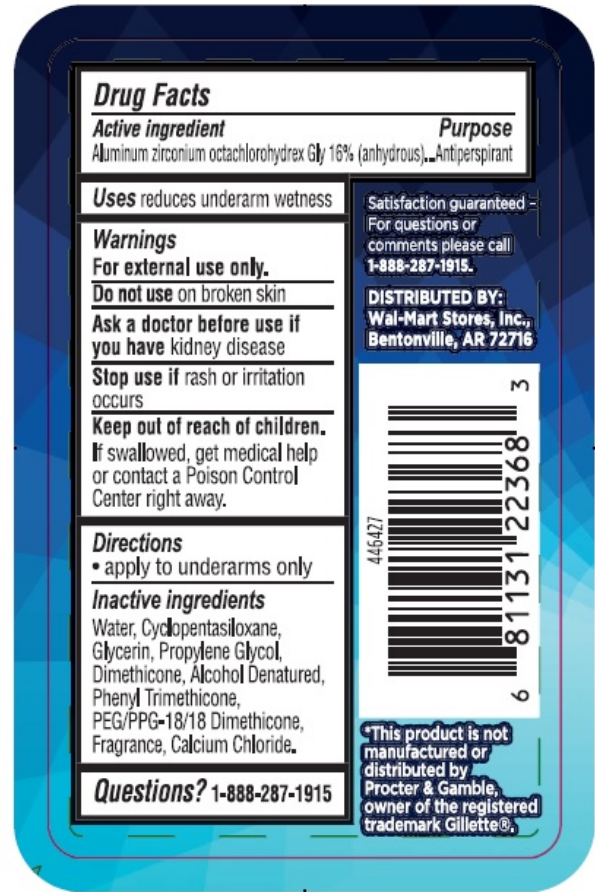 Drug Facts
Active ingredient Purpose
Aluminum zirconium octachlorohydrex Gly 16% (anhydrous)...Antiperspirant
Uses reduces underarm wetness
Warnings
For external use only.
Do not use on broken skin
Ask a doctor before use if
you have kidney disease
Stop use if rash or irritation
occurs
Keep out of reach of children.
If swallowed, get medical help
or contact a Poison Control
Center right away.
Directions
• apply to underarms only
Inactive ingredients
Water, Cyclopentasiloxane,
Glycerin, Propylene Glycol,
Dimethicone, Alcohol Denatured,
Phenyl Trimethicone,
PEG/PPG-18/18 Dimethicone,
Fragrance, Calcium Chloride.
Questions? 1-888-287-1915
Satisfaction guaranteed –
For questions or
comments please call
1-888-287-1915.
DISTRIBUTED BY:
Wal-Mart Stores, Inc.,
Bentonville, AR 72716
446427
6 81131 22368 3
*This product is not
manufactured or
distributed by
Procter & Gamble,
owner of the registered
trademark Gillette®.